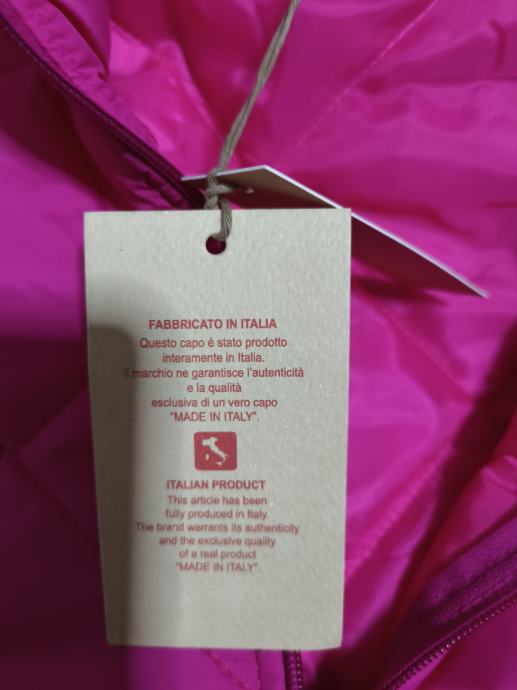 FABBRICATO IN ITALIA
Questo capo é stato prodotto
interamente in Italia.
Il marchio ne garantisce l'autenticità
e la qualità
esclusiva di un vero capo
"MADE IN ITALY".
ITALIAN PRODUCT
This article has been
fully produced in Italy.
The brand warrants its authenticity
and the exclusive quality
of a real product
"MADE IN ITALY".